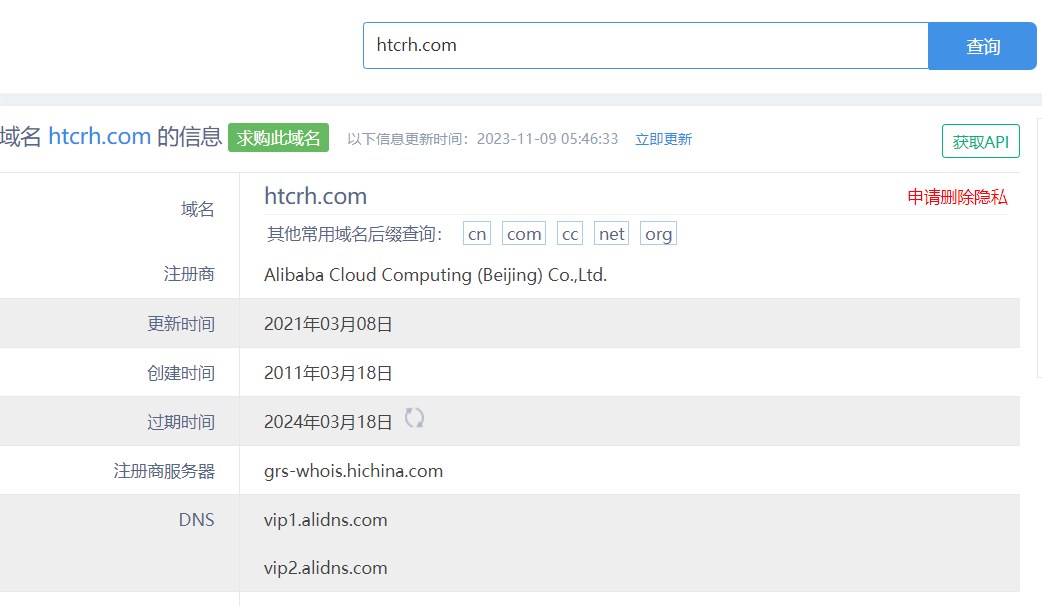 htcrh.com 查询
域名 htcrh.com 的信息 求购此域名 以下信息更新时间：2023-11-09 05:46:33 立即更新 获取API
域名 htcrh.com 申请删除隐私
其他常用域名后缀查询： cn com cc net org
注册商 Alibaba Cloud Computing (Beijing) Co.,Ltd.
更新时间 2021年03月08日
创建时间 2011年03月18日
过期时间 2024年03月18日
注册商服务器 grs-whois.hichina.com
DNS vip1.alidns.com
vip2.alidns.com